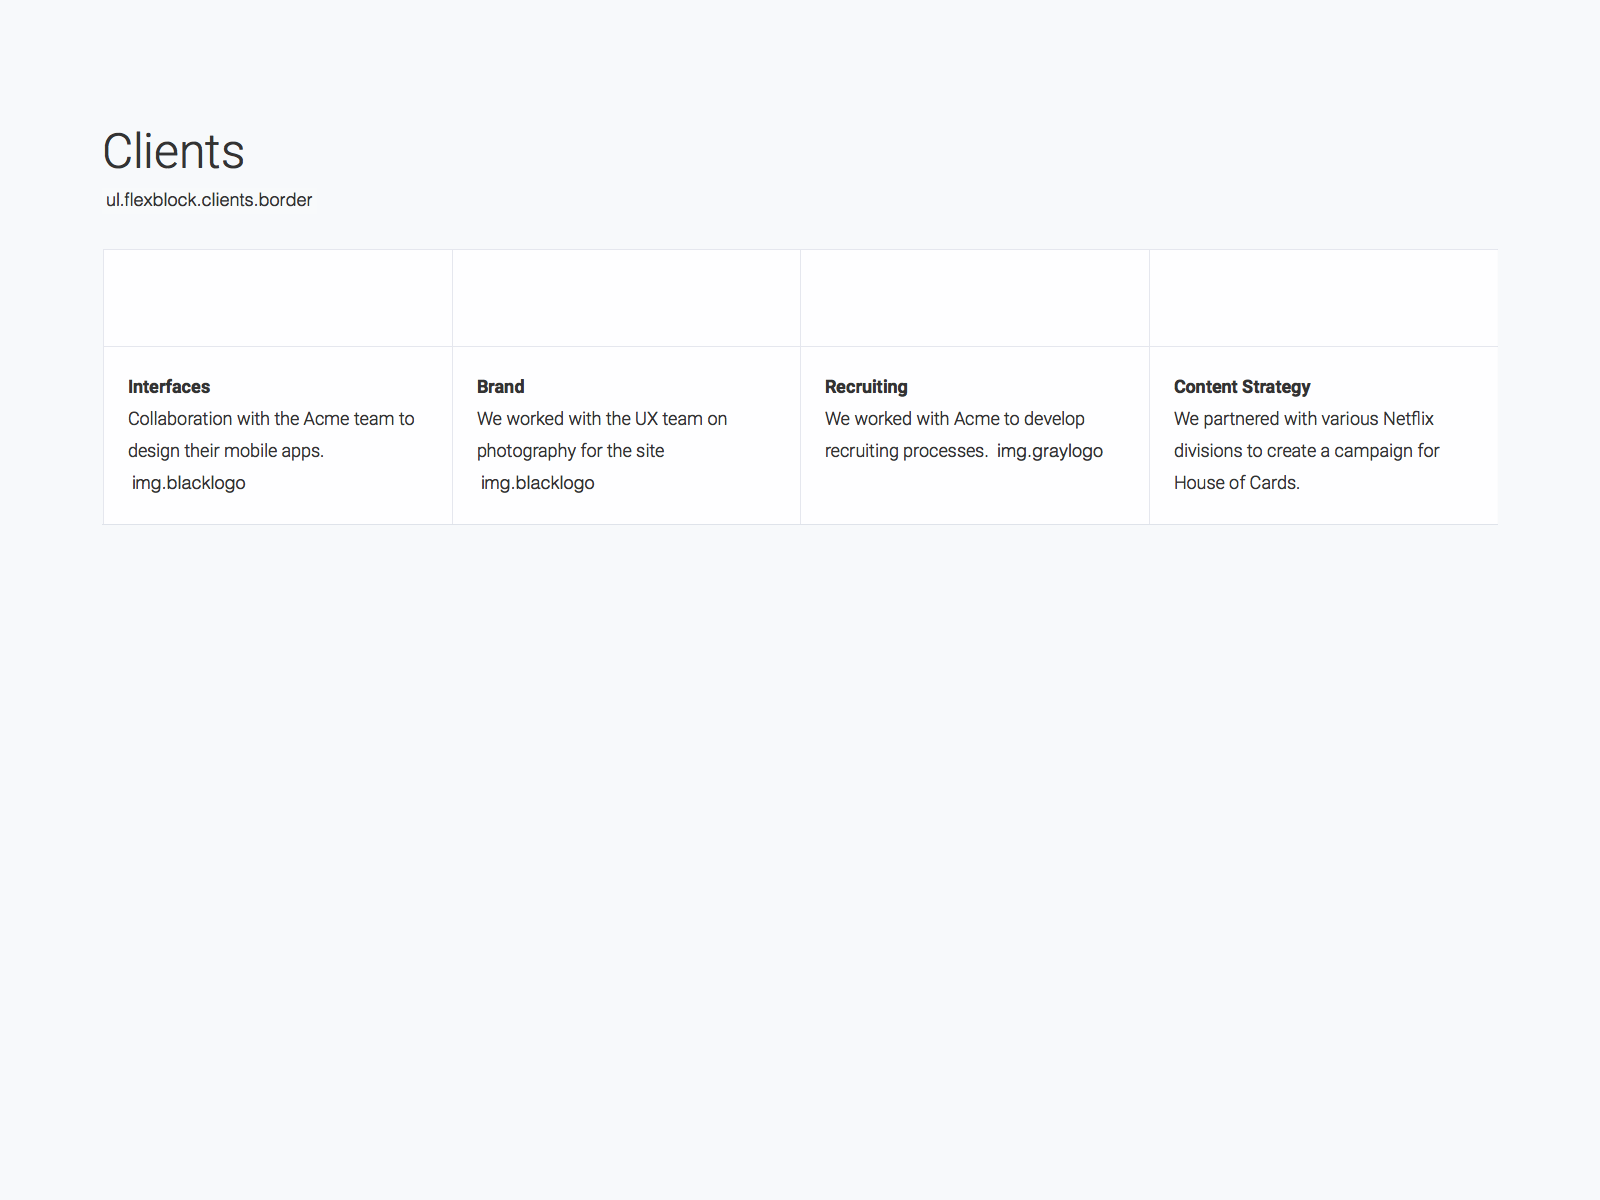 Clients
ul.flexblock.clients.border
Interfaces
Collaboration with the Acme team to
design their mobile apps.
img.blacklogo
Brand
We worked with the UX team on
photography for the site
img.blacklogo
Recruiting
We worked with Acme to develop
recruiting processes. img.graylogo
Content Strategy
We partnered with various Netflix
divisions to create a campaign for
House of Cards.